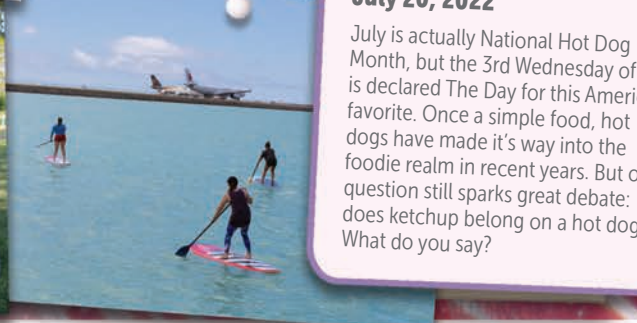 July 20, 2022
July is actually National Hot Dog
Month, but the 3rd Wednesday of
is declared The Day for this
favorite. Once a simple food, hot
dogs have made it's way into the
foodie realm in recent years. But
question still sparks great debate:
does ketchup belong on a hot
What do you say?